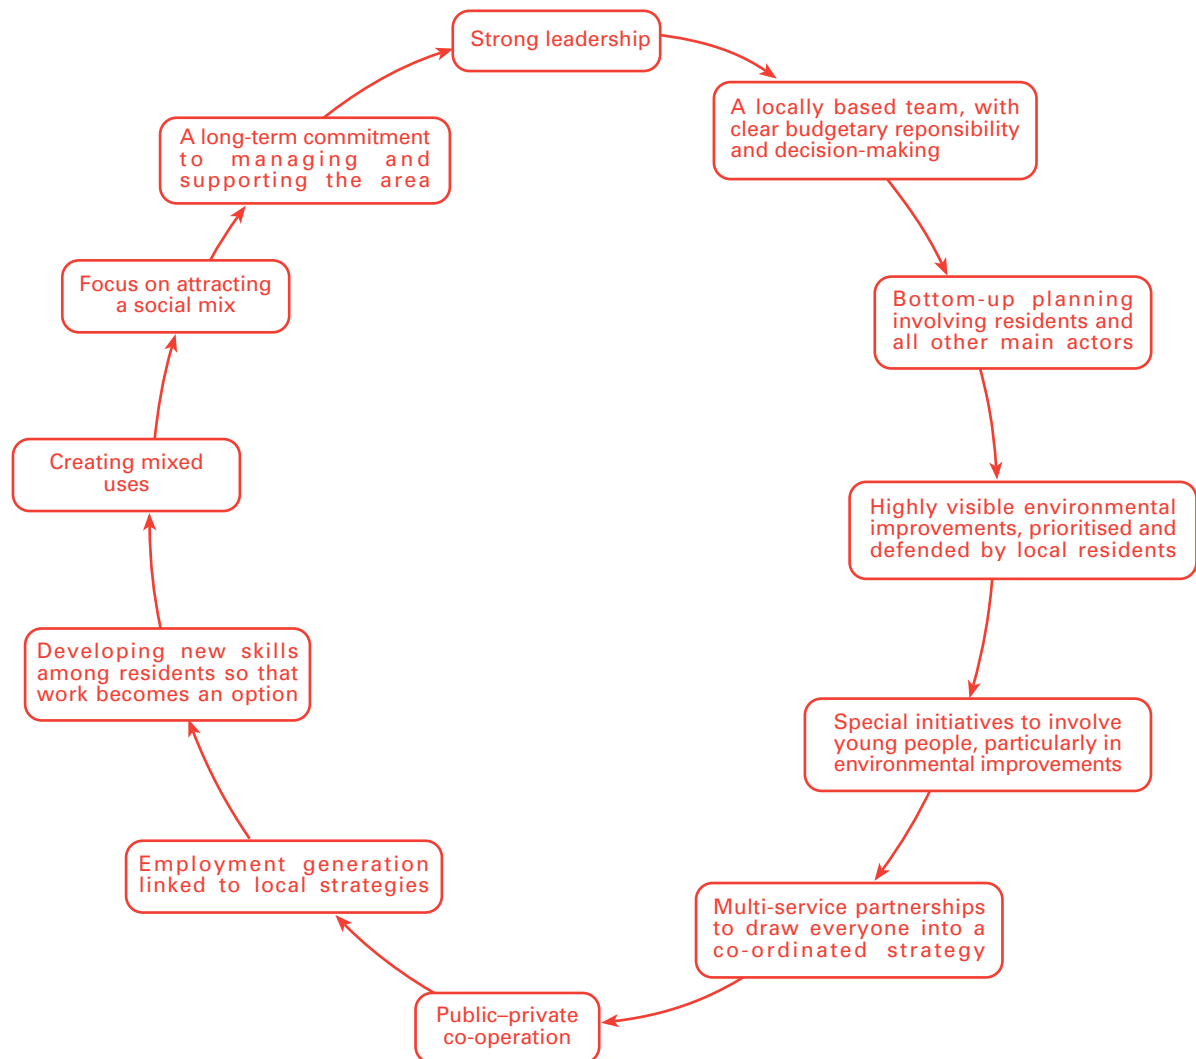 Strong leadership
A locally based team, with
clear budgetary reponsibility
and decision-making
Bottom-up planning
involving residents and
all other main actors
Highly visible environmental
improvements, prioritised and
defended by local residents
Special initiatives to involve
young people, particularly in
environmental improvements
Multi-service partnerships
to draw everyone into a
co-ordinated strategy
Public–private
co-operation
Employment generation
linked to local strategies
Developing new skills
among residents so that
work becomes an option
Creating mixed
uses
Focus on attracting
a social mix
A long-term commitment
to managing and
supporting the area